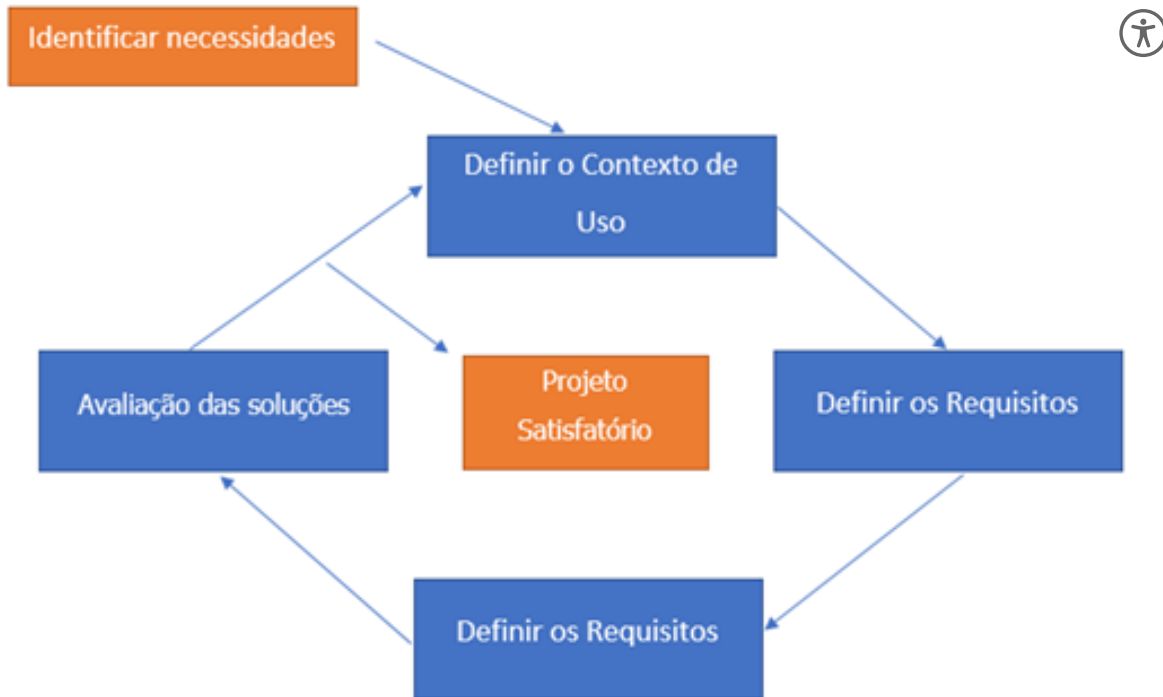 Identificar necessidades
Definir o Contexto de
Uso
Avaliação das soluções
Projeto
Satisfatório
Definir os Requisitos
Definir os Requisitos